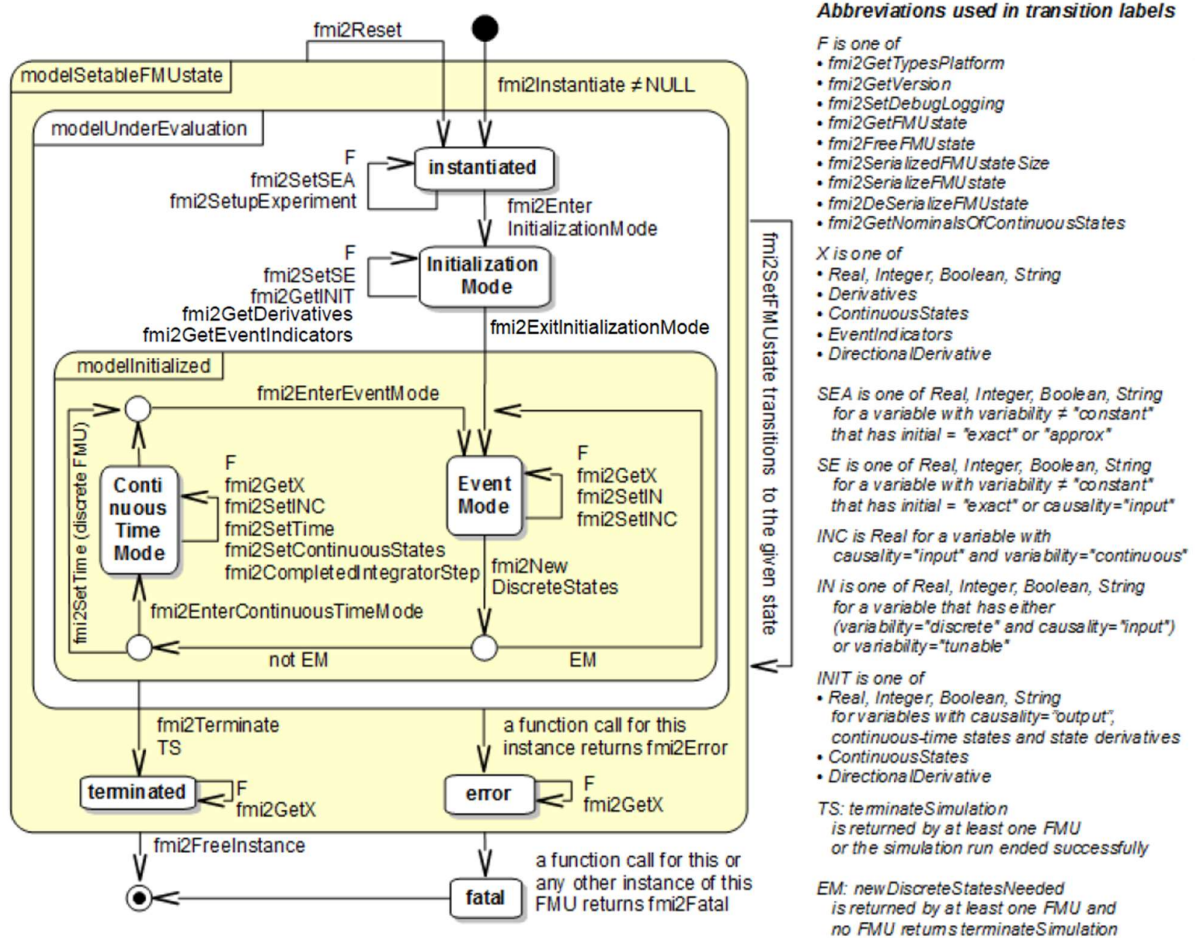 fmi2Reset
modelSetableFMUstate
fmi2Instantiate ≠ NULL
modelUnderEvaluation
F
fmi2SetSEA
fmi2SetupExperiment
instantiated
fmi2Enter
InitializationMode
F
fmi2SetSE
fmi2GetINIT
fmi2GetDerivatives
fmi2GetEventIndicators
Initialization
Mode
fmi2ExitInitializationMode
modelInitialized
fmi2EnterEventMode
fmi2SetTime (discrete FMU)
Conti
nuous
Time
Mode
F
fmi2GetX
fmi2SetINC
fmi2SetTime
fmi2SetContinuousStates
fmi2CompletedIntegratorStep
Event
Mode
F
fmi2GetX
fmi2SetIN
fmi2SetINC
fmi2New
DiscreteStates
fmi2EnterContinuousTimeMode
not EM
EM
fmi2SetFMUstate transitions to the given state
fmi2Terminate
TS
a function call for this
instance returns fmi2Error
terminated
F
fmi2GetX
error
F
fmi2GetX
fmi2FreeInstance
a function call for this or
any other instance of this
FMU returns fmi2Fatal
fatal
Abbreviations used in transition labels
F is one of
• fmi2GetTypesPlatform
• fmi2GetVersion
• fmi2SetDebugLogging
• fmi2GetFMUstate
• fmi2FreeFMUstate
• fmi2SerializedFMUstateSize
• fmi2SerializeFMUstate
• fmi2DeSerializeFMUstate
• fmi2GetNominalsOfContinuousStates
X is one of
• Real, Integer, Boolean, String
• Derivatives
• ContinuousStates
• EventIndicators
• DirectionalDerivative
SEA is one of Real, Integer, Boolean, String
for a variable with variability ≠ "constant"
that has initial = "exact" or "approx"
SE is one of Real, Integer, Boolean, String
for a variable with variability ≠ "constant"
that has initial = "exact" or causality="input"
INC is Real for a variable with
causality="input" and variability="continuous"
IN is one of Real, Integer, Boolean, String
for a variable that has either
(variability="discrete" and causality="input")
or variability="tunable"
INIT is one of
• Real, Integer, Boolean, String
for variables with causality="output",
continuous-time states and state derivatives
• ContinuousStates
• DirectionalDerivative
TS: terminateSimulation
is returned by at least one FMU
or the simulation run ended successfully
EM: newDiscreteStatesNeeded
is returned by at least one FMU and
no FMU returns terminateSimulation